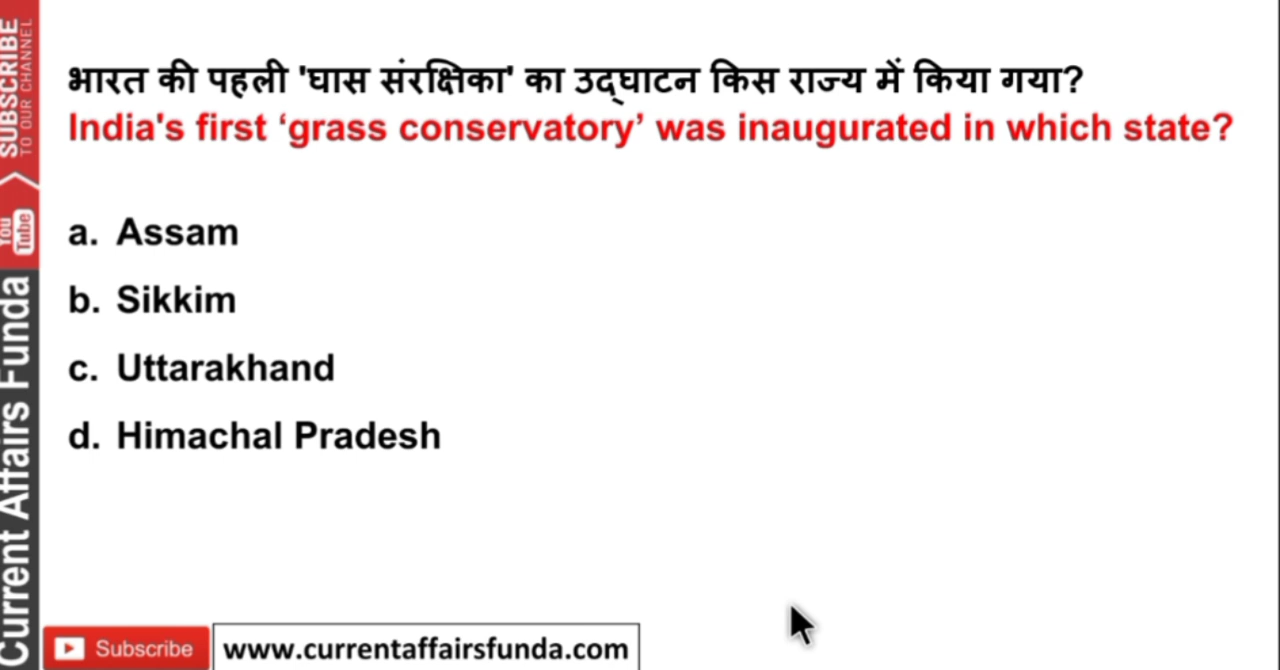 भारत की पहली 'घास संरक्षिका' का उद्घाटन किस राज्य में किया गया?
India's first ‘grass conservatory’ was inaugurated in which state?
a. Assam
b. Sikkim
c. Uttarakhand
d. Himachal Pradesh
SUBSCRIBE
TO OUR CHANNEL
You
Tube
Current Affairs Funda
Subscribe
www.currentaffairsfunda.com